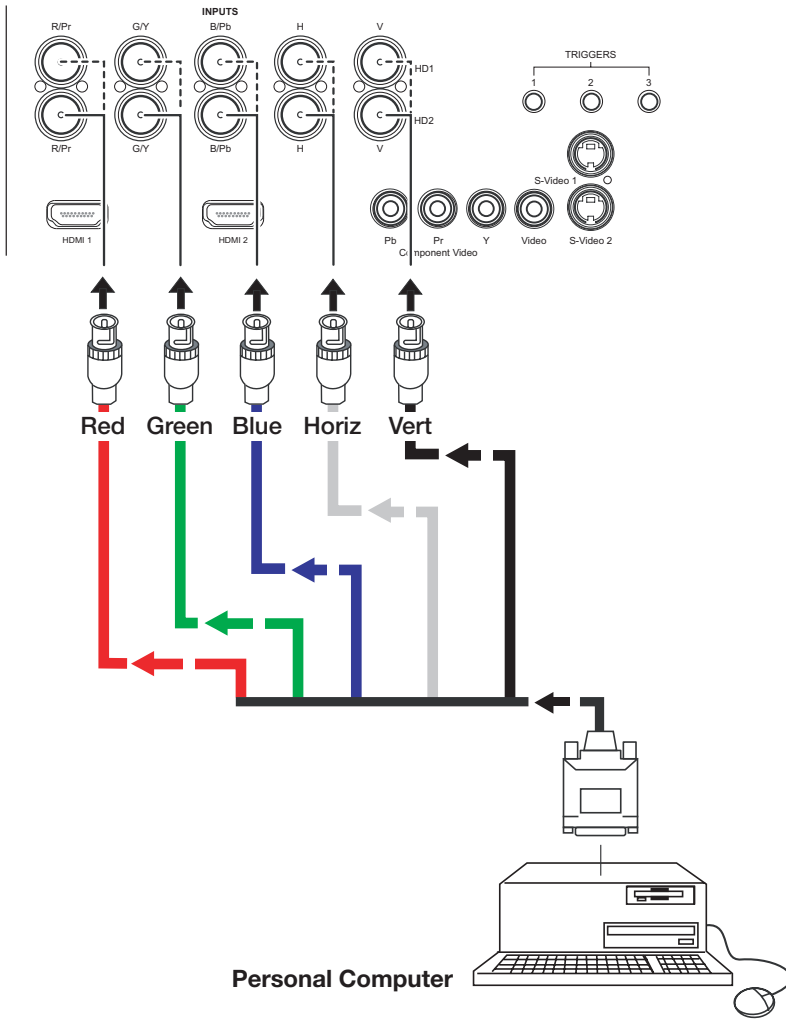 INPUTS
R/Pr G/Y B/Pb H V
HD1
HD2
R/Pr G/Y B/Pb H V
TRIGGERS
1 2 3
S-Video 1
HDMI 1 HDMI 2
Pb Pr Y Video S-Video 2
Component Video
Red Green Blue Horiz Vert
Personal Computer